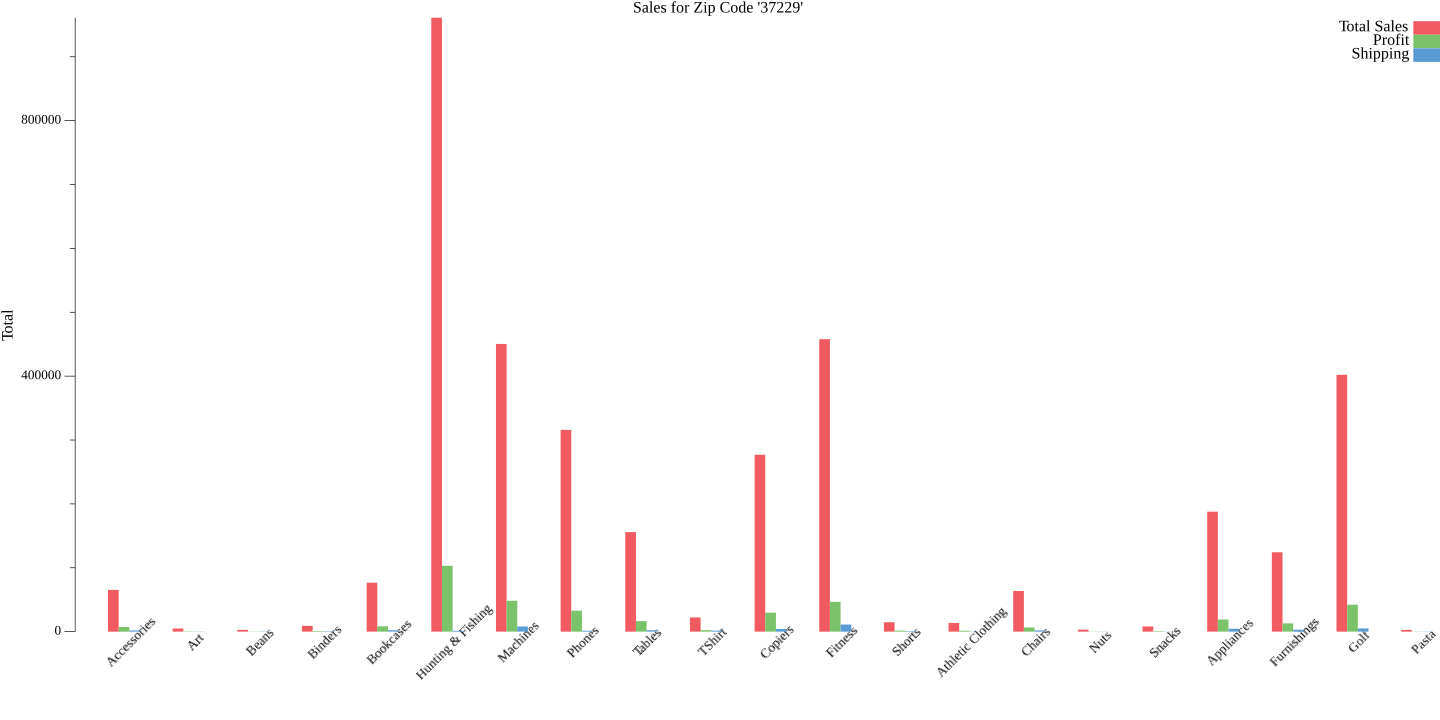 Sales for Zip Code '37229'
Total Sales
Profit
Shipping
800000
400000
0
Total
Accessories
Art
Beans
Binders
Bookcases
Hunting & Fishing
Machines
Phones
Tables
TShirt
Copiers
Fitness
Shorts
Athletic Clothing
Chairs
Nuts
Snacks
Appliances
Furnishings
Golf
Pasta